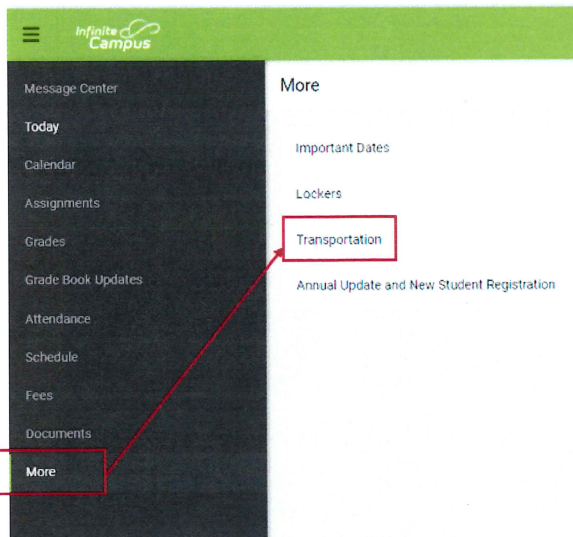 Infinite
Campus
Message Center
Today
Calendar
Assignments
Grades
Grade Book Updates
Attendance
Schedule
Fees
Documents
More
More
Important Dates
Lockers
Transportation
Annual Update and New Student Registration